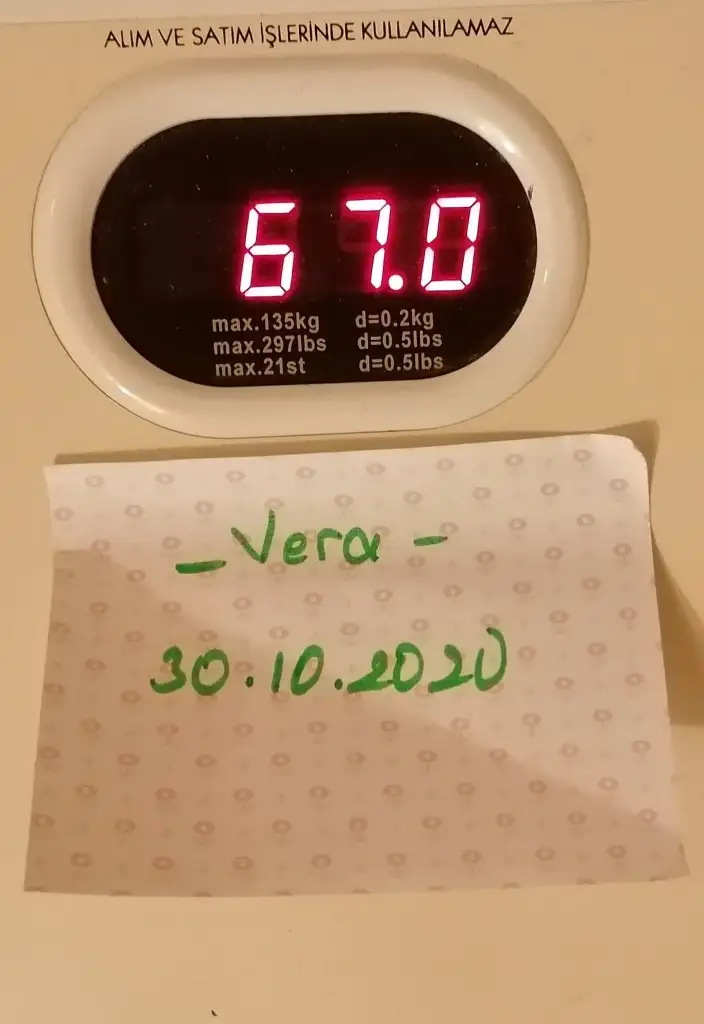 ALIM VE SATIM İŞLERİNDE KULLANILAMAZ
67.0
max.135kg d=0.2kg
max.297lbs d=0.5lbs
max.21st d=0.5lbs
- Vera -
30.10.2020